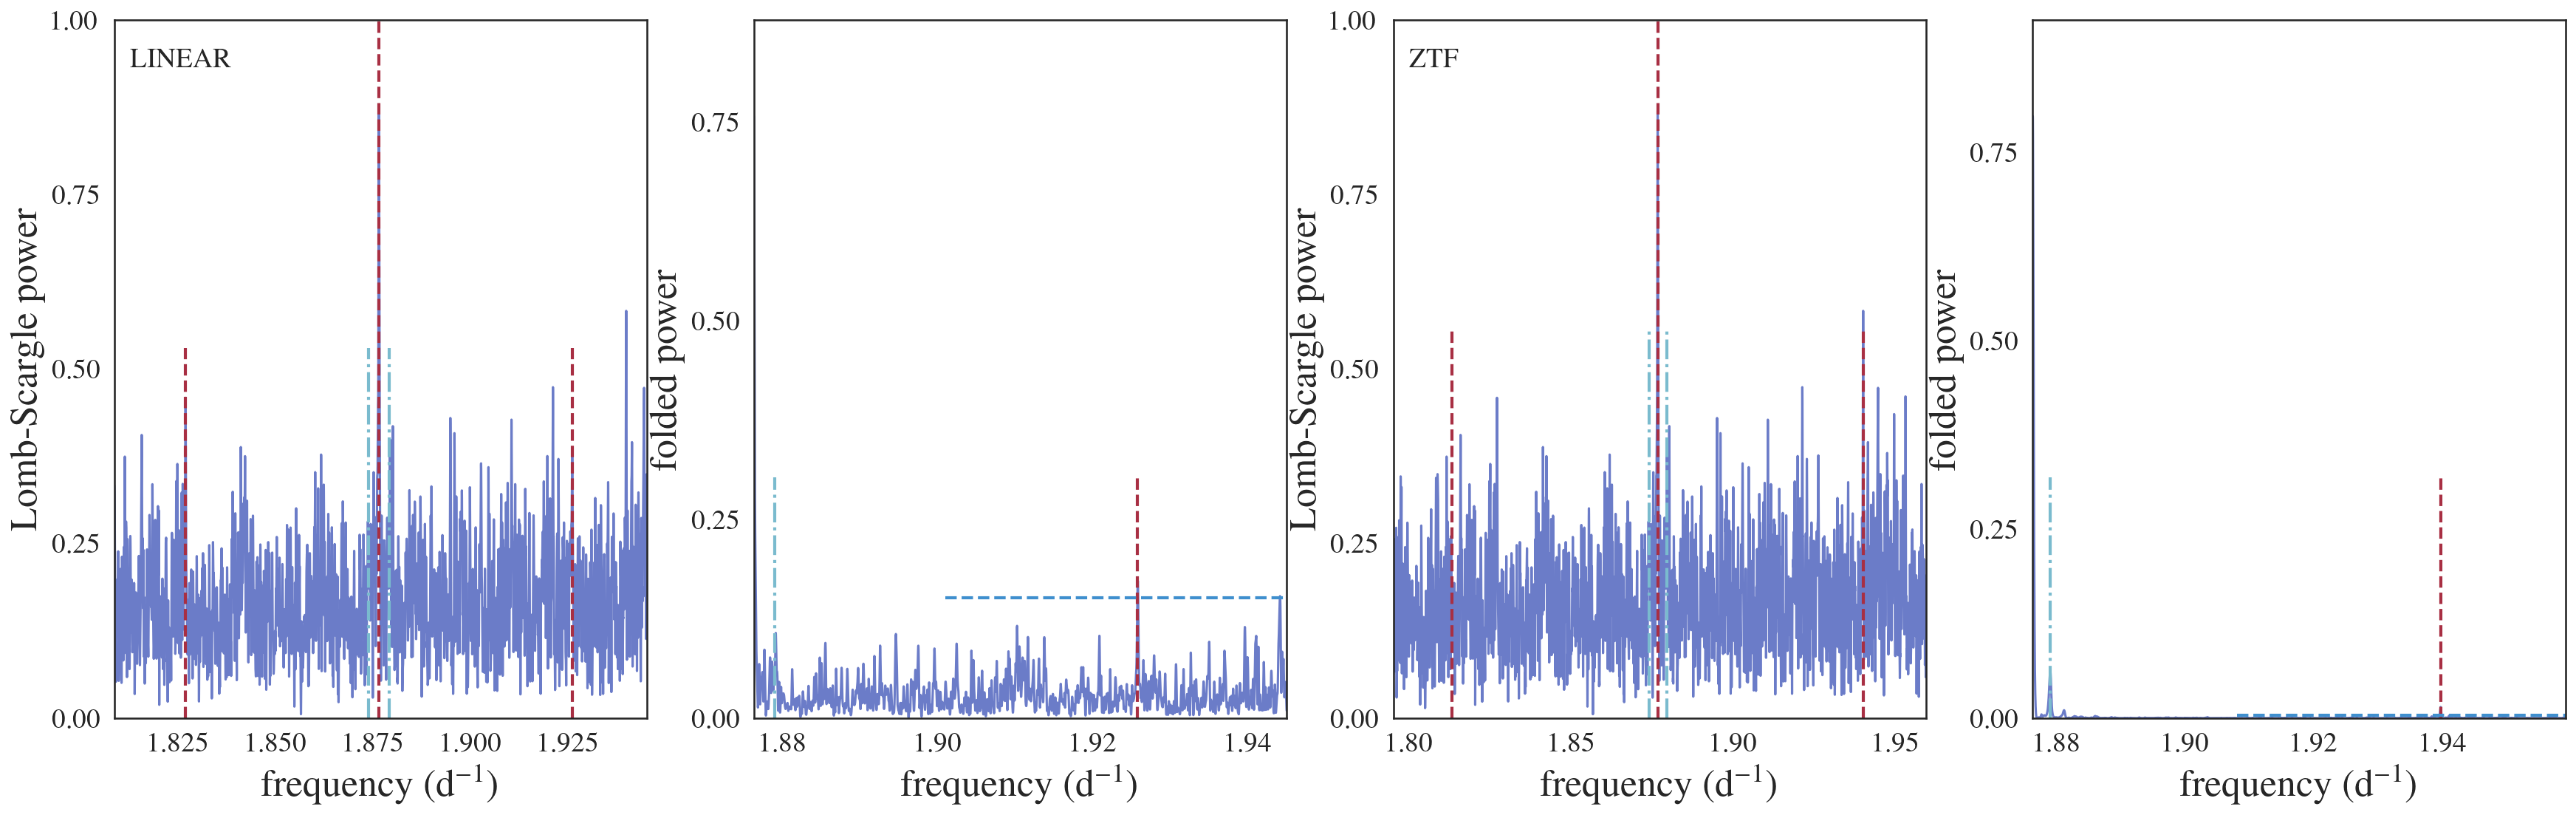 LINEAR
Lomb-Scargle power
1.00
0.75
0.50
0.25
0.00
1.825 1.850 1.875 1.900 1.925
frequency (d⁻¹)
folded power
0.75
0.50
0.25
0.00
1.88 1.90 1.92 1.94
frequency (d⁻¹)
ZTF
Lomb-Scargle power
1.00
0.75
0.50
0.25
0.00
1.80 1.85 1.90 1.95
frequency (d⁻¹)
folded power
0.75
0.50
0.25
0.00
1.88 1.90 1.92 1.94
frequency (d⁻¹)